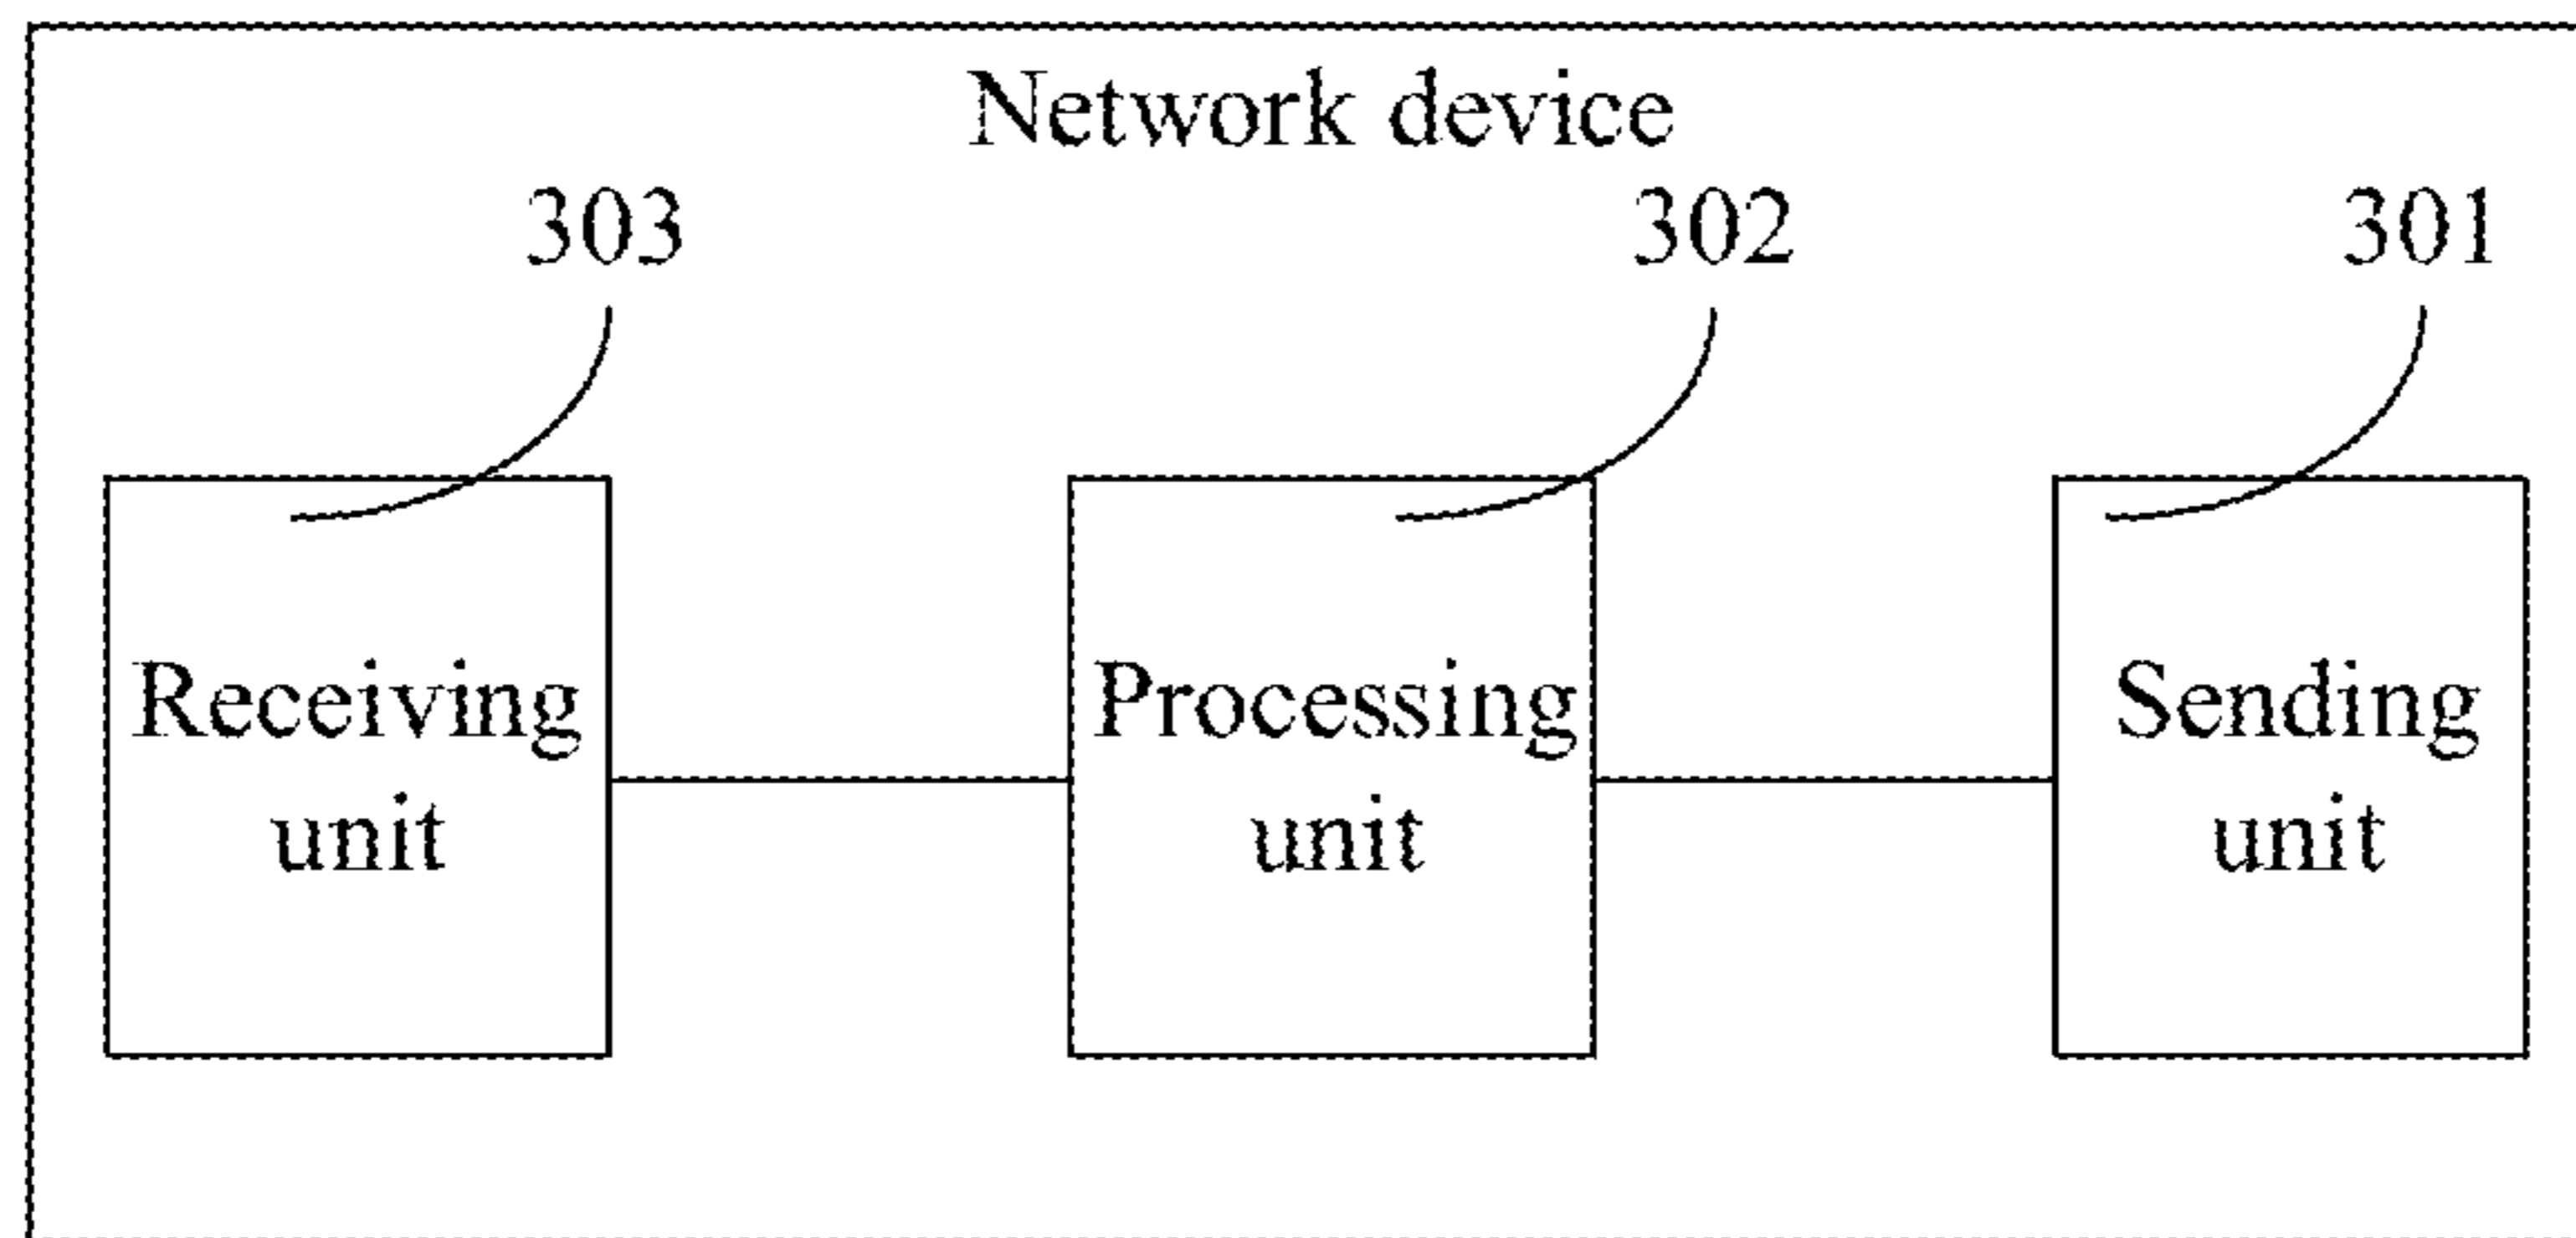 Network device
303
302
301
Receiving
unit
Processing
unit
Sending
unit